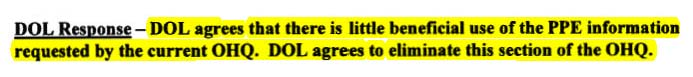 DOL Response – DOL agrees that there is little beneficial use of the PPE information
requested by the current OHQ.  DOL agrees to eliminate this section of the OHQ.